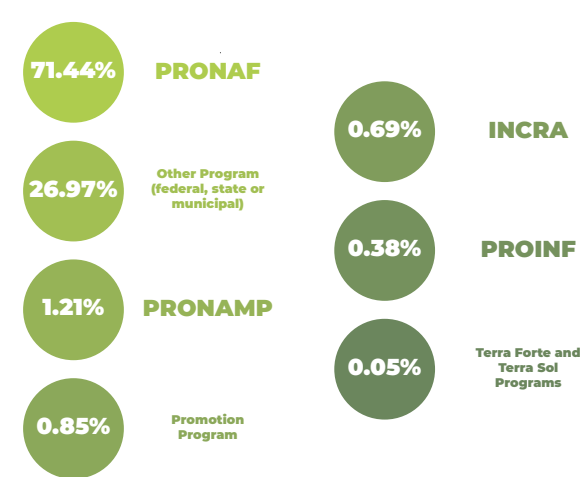 71.44%
PRONAF
26.97%
Other Program
(federal, state or
municipal)
1.21%
PRONAMP
0.85%
Promotion
Program
0.69%
INCRA
0.38%
PROINF
0.05%
Terra Forte and
Terra Sol
Programs